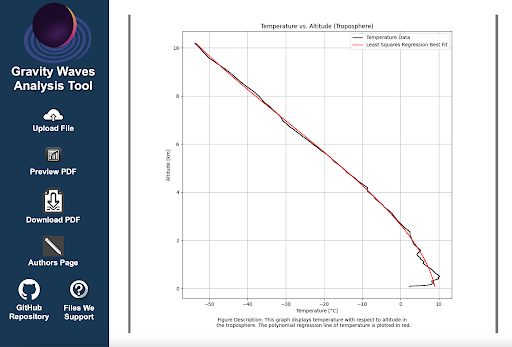 Gravity Waves
Analysis Tool
Upload File
Preview PDF
Download PDF
Authors Page
GitHub
Repository
Files We
Support
Temperature vs. Altitude (Troposphere)
Temperature Data
Least Squares Regression Best Fit
Altitude [km]
10
8
6
4
2
0
−50
−40
−30
−20
−10
0
10
Temperature [°C]
Figure Description: This graph displays temperature with respect to altitude in
the troposphere. The polynomial regression line of temperature is plotted in red.